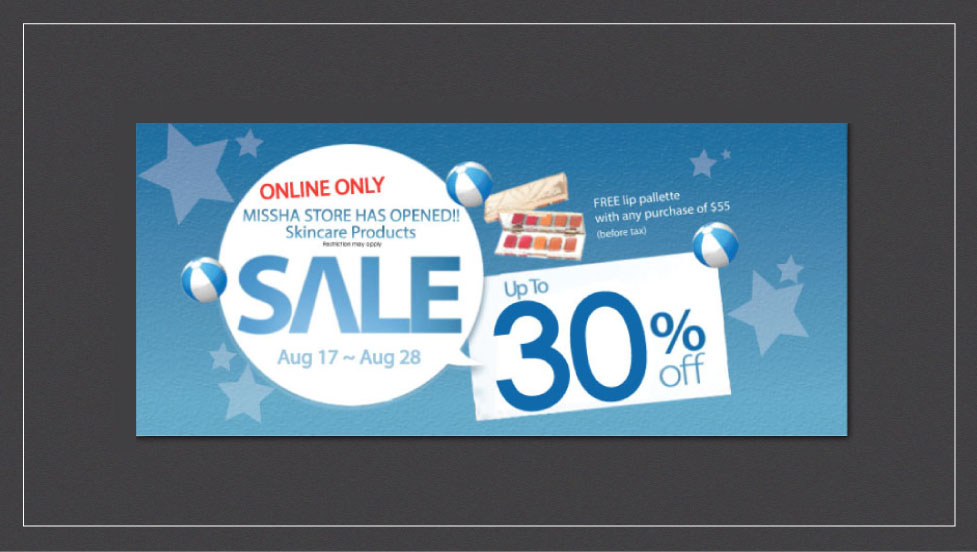 ONLINE ONLY
MISSHA STORE HAS OPENED!!
Skincare Products
Restriction may apply
SALE
Aug 17 ~ Aug 28
FREE lip pallette
with any purchase of $55
(before tax)
Up To
30%
off